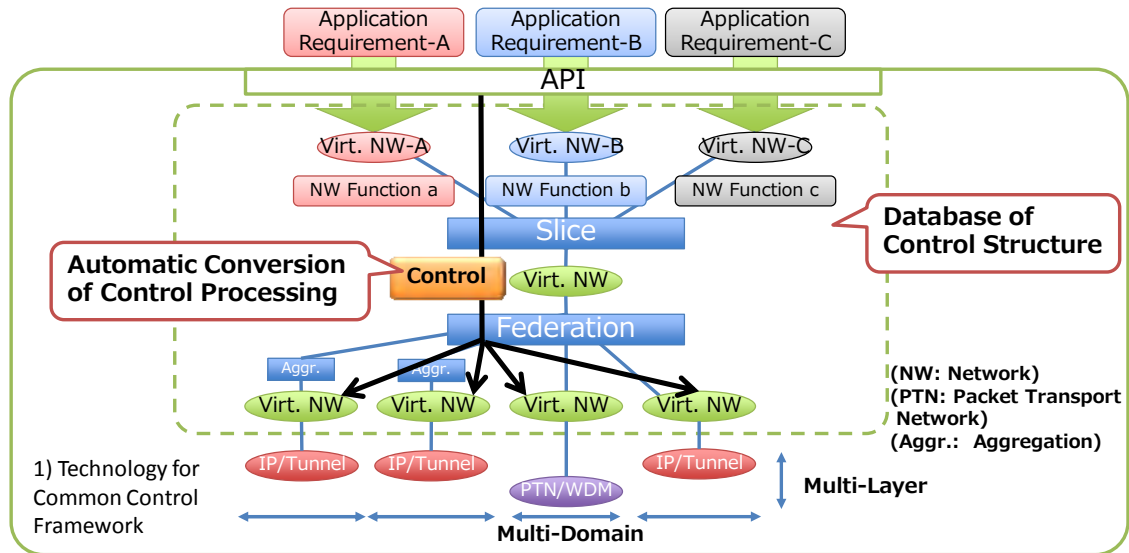 Application
Requirement-A
Application
Requirement-B
Application
Requirement-C
API
Virt. NW-A
Virt. NW-B
Virt. NW-C
NW Function a
NW Function b
NW Function c
Slice
Database of
Control Structure
Automatic Conversion
of Control Processing
Control
Virt. NW
Federation
Aggr.
Aggr.
Virt. NW
Virt. NW
Virt. NW
Virt. NW
(NW: Network)
(PTN: Packet Transport
Network)
(Aggr.: Aggregation)
IP/Tunnel
IP/Tunnel
PTN/WDM
IP/Tunnel
1) Technology for
Common Control
Framework
Multi-Layer
Multi-Domain